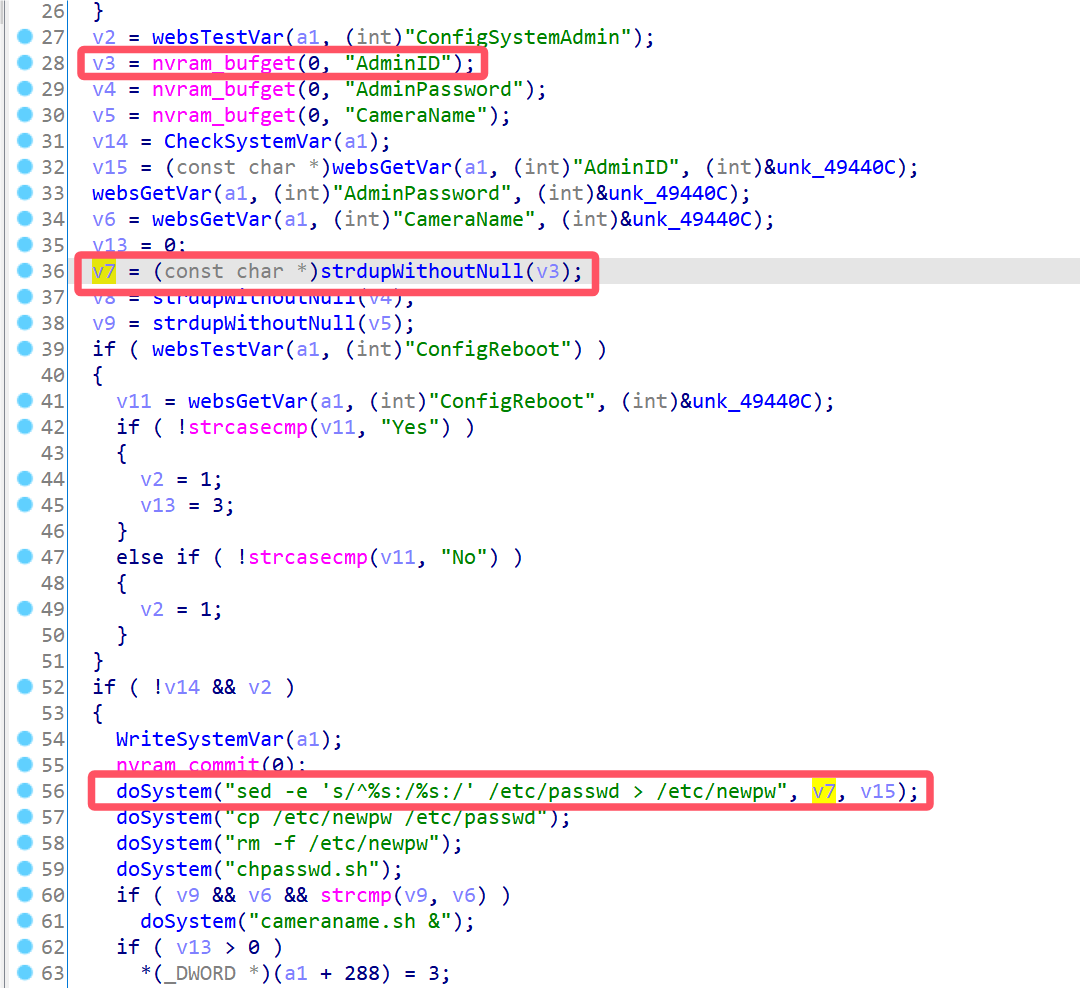 26 }
27 v2 = websTestVar(a1, (int)"ConfigSystemAdmin");
28 v3 = nvram_bufget(0, "AdminID");
29 v4 = nvram_bufget(0, "AdminPassword");
30 v5 = nvram_bufget(0, "CameraName");
31 v14 = CheckSystemVar(a1);
32 v15 = (const char *)websGetVar(a1, (int)"AdminID", (int)&unk_49440C);
33 websGetVar(a1, (int)"AdminPassword", (int)&unk_49440C);
34 v6 = websGetVar(a1, (int)"CameraName", (int)&unk_49440C);
35 v13 = 0;
36 v7 = (const char *)strdupWithoutNull(v3);
37 v8 = strdupWithoutNull(v4);
38 v9 = strdupWithoutNull(v5);
39 if ( websTestVar(a1, (int)"ConfigReboot") )
40 {
41 v11 = websGetVar(a1, (int)"ConfigReboot", (int)&unk_49440C);
42 if ( !strcasecmp(v11, "Yes") )
43 {
44 v2 = 1;
45 v13 = 3;
46 }
47 else if ( !strcasecmp(v11, "No") )
48 {
49 v2 = 1;
50 }
51 }
52 if ( !v14 && v2 )
53 {
54 WriteSystemVar(a1);
55 nvram_commit(0);
56 doSystem("sed -e 's/^%s:/%s:/' /etc/passwd > /etc/newpw", v7, v15);
57 doSystem("cp /etc/newpw /etc/passwd");
58 doSystem("rm -f /etc/newpw");
59 doSystem("chpasswd.sh");
60 if ( v9 && v6 && strcmp(v9, v6) )
61 doSystem("cameraname.sh &");
62 if ( v13 > 0 )
63 *(_DWORD *)(a1 + 288) = 3;